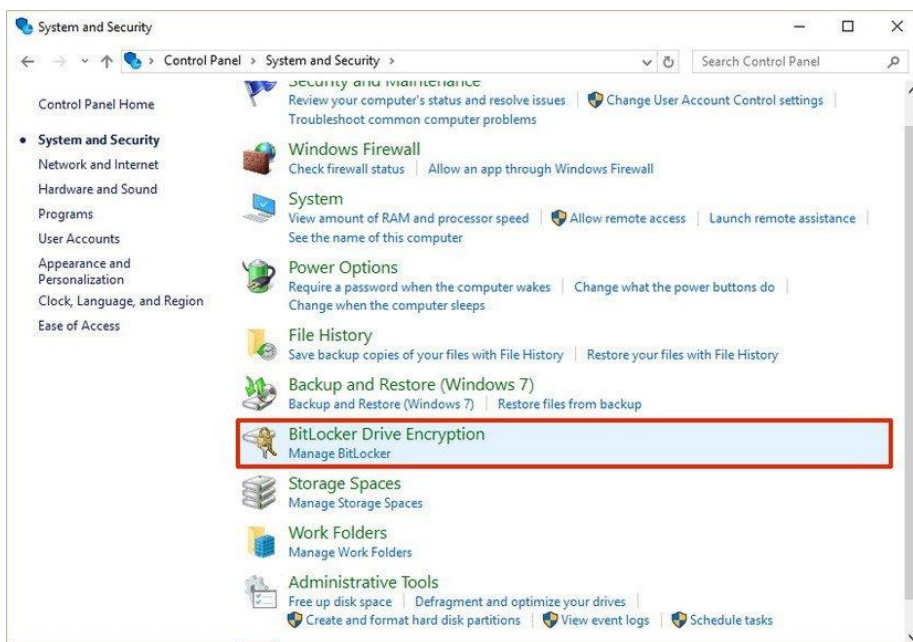 System and Security
Control Panel > System and Security >
Search Control Panel
Control Panel Home
System and Security
Network and Internet
Hardware and Sound
Programs
User Accounts
Appearance and
Personalization
Clock, Language, and Region
Ease of Access
Security and Maintenance
Review your computer's status and resolve issues | Change User Account Control settings
Troubleshoot common computer problems
Windows Firewall
Check firewall status | Allow an app through Windows Firewall
System
View amount of RAM and processor speed | Allow remote access | Launch remote assistance
See the name of this computer
Power Options
Require a password when the computer wakes | Change what the power buttons do
Change when the computer sleeps
File History
Save backup copies of your files with File History | Restore your files with File History
Backup and Restore (Windows 7)
Backup and Restore (Windows 7) | Restore files from backup
BitLocker Drive Encryption
Manage BitLocker
Storage Spaces
Manage Storage Spaces
Work Folders
Manage Work Folders
Administrative Tools
Free up disk space | Defragment and optimize your drives
Create and format hard disk partitions | View event logs | Schedule tasks